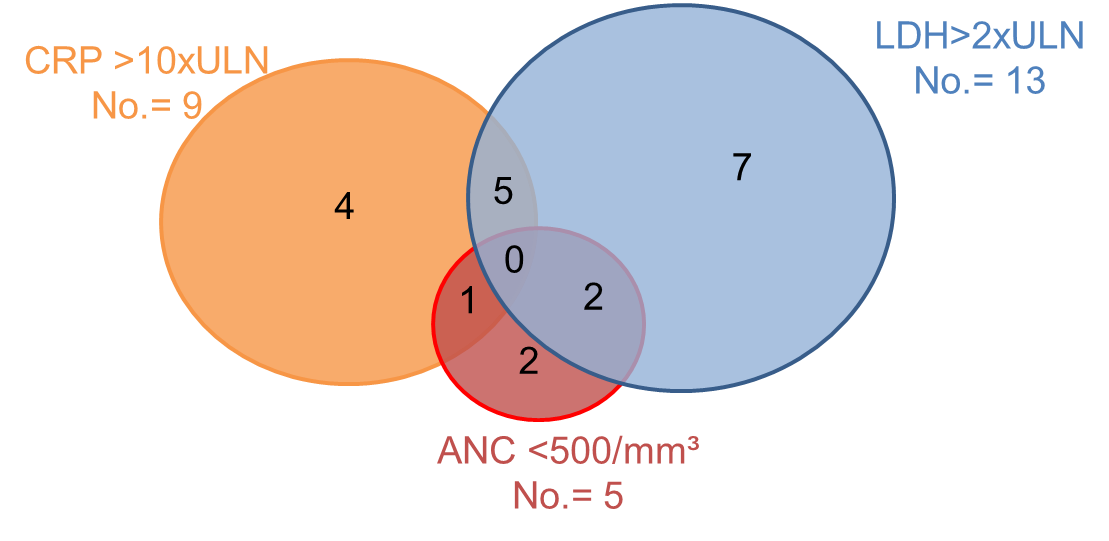 CRP >10xULN
No.= 9
LDH>2xULN
No.= 13
4
5
7
0
1
2
2
ANC <500/mm³
No.= 5